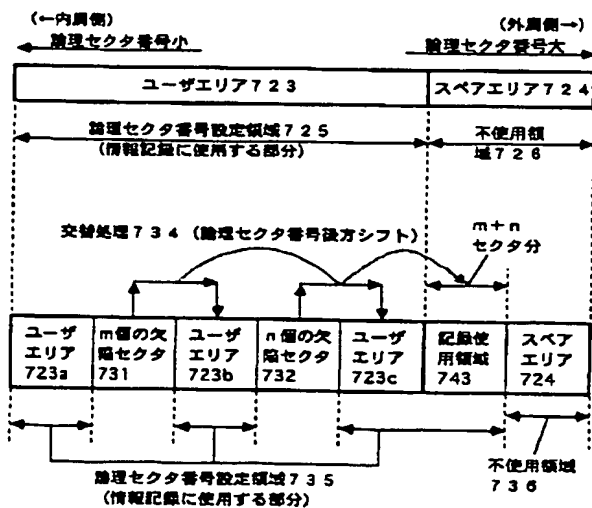 (←内周側)
論理セクタ番号小
(外周側→)
論理セクタ番号大
ユーザエリア723
スペアエリア724
論理セクタ番号設定領域725
(情報記録に使用する部分)
不使用領
域726
交替処理734 (論理セクタ番号後方シフト)
m+n
セクタ分
ユーザ
エリア
723a
m個の欠
陥セクタ
731
ユーザ
エリア
723b
n個の欠
陥セクタ
732
ユーザ
エリア
723c
記録使
用領域
743
スペア
エリア
724
論理セクタ番号設定領域735
(情報記録に使用する部分)
不使用領域
736